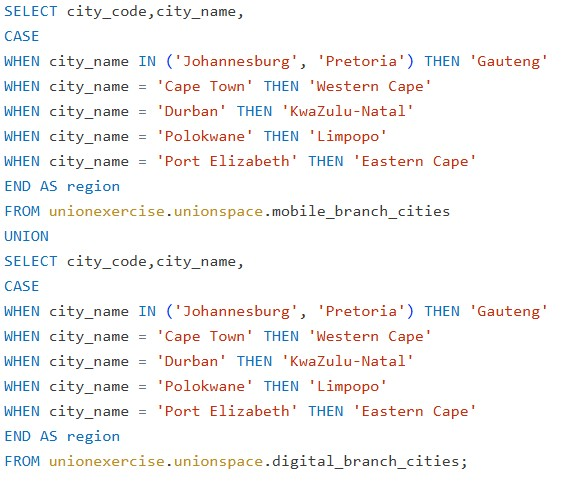 SELECT city_code,city_name,
CASE
WHEN city_name IN ('Johannesburg', 'Pretoria') THEN 'Gauteng'
WHEN city_name = 'Cape Town' THEN 'Western Cape'
WHEN city_name = 'Durban' THEN 'KwaZulu-Natal'
WHEN city_name = 'Polokwane' THEN 'Limpopo'
WHEN city_name = 'Port Elizabeth' THEN 'Eastern Cape'
END AS region
FROM unionexercise.unionspace.mobile_branch_cities
UNION
SELECT city_code,city_name,
CASE
WHEN city_name IN ('Johannesburg', 'Pretoria') THEN 'Gauteng'
WHEN city_name = 'Cape Town' THEN 'Western Cape'
WHEN city_name = 'Durban' THEN 'KwaZulu-Natal'
WHEN city_name = 'Polokwane' THEN 'Limpopo'
WHEN city_name = 'Port Elizabeth' THEN 'Eastern Cape'
END AS region
FROM unionexercise.unionspace.digital_branch_cities;